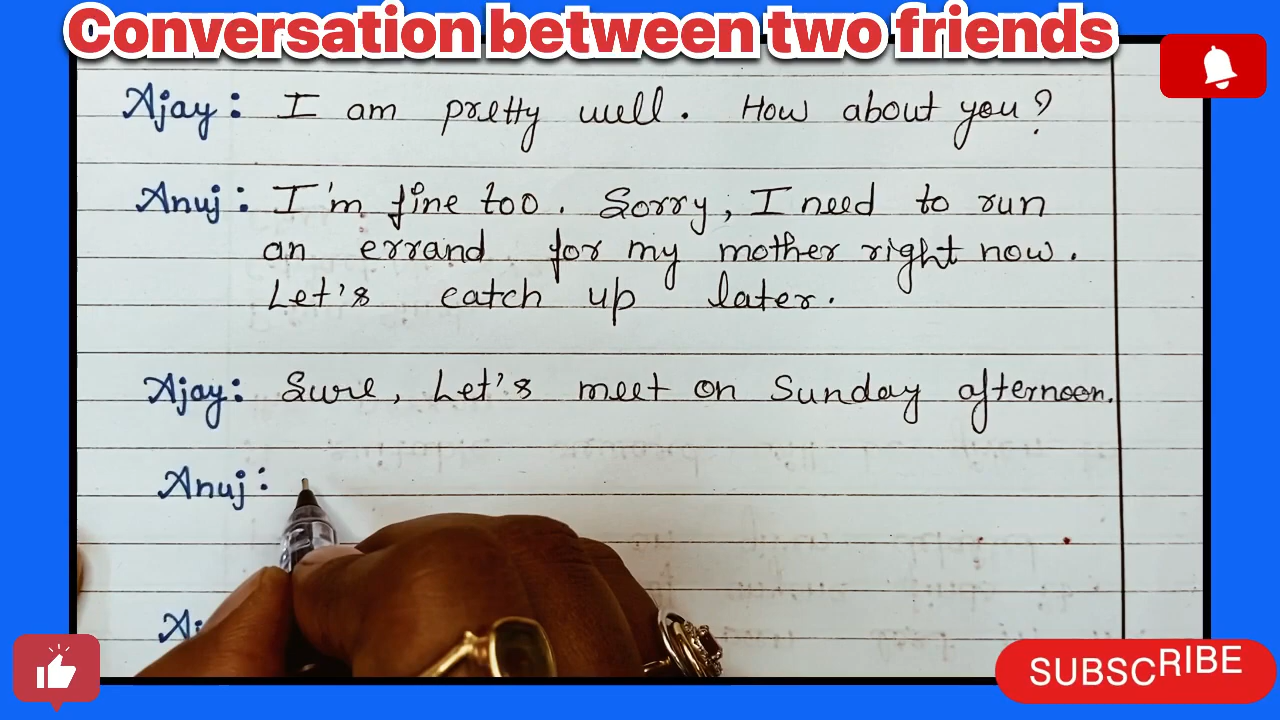 Conversation between two friends
Ajay: I am pretty well. How about you?
Anuj: I'm fine too. Sorry, I need to run
an errand for my mother right now.
Let's catch up later.
Ajay: Sure, Let's meet on Sunday afternoon.
Anuj:
SUBSCRIBE